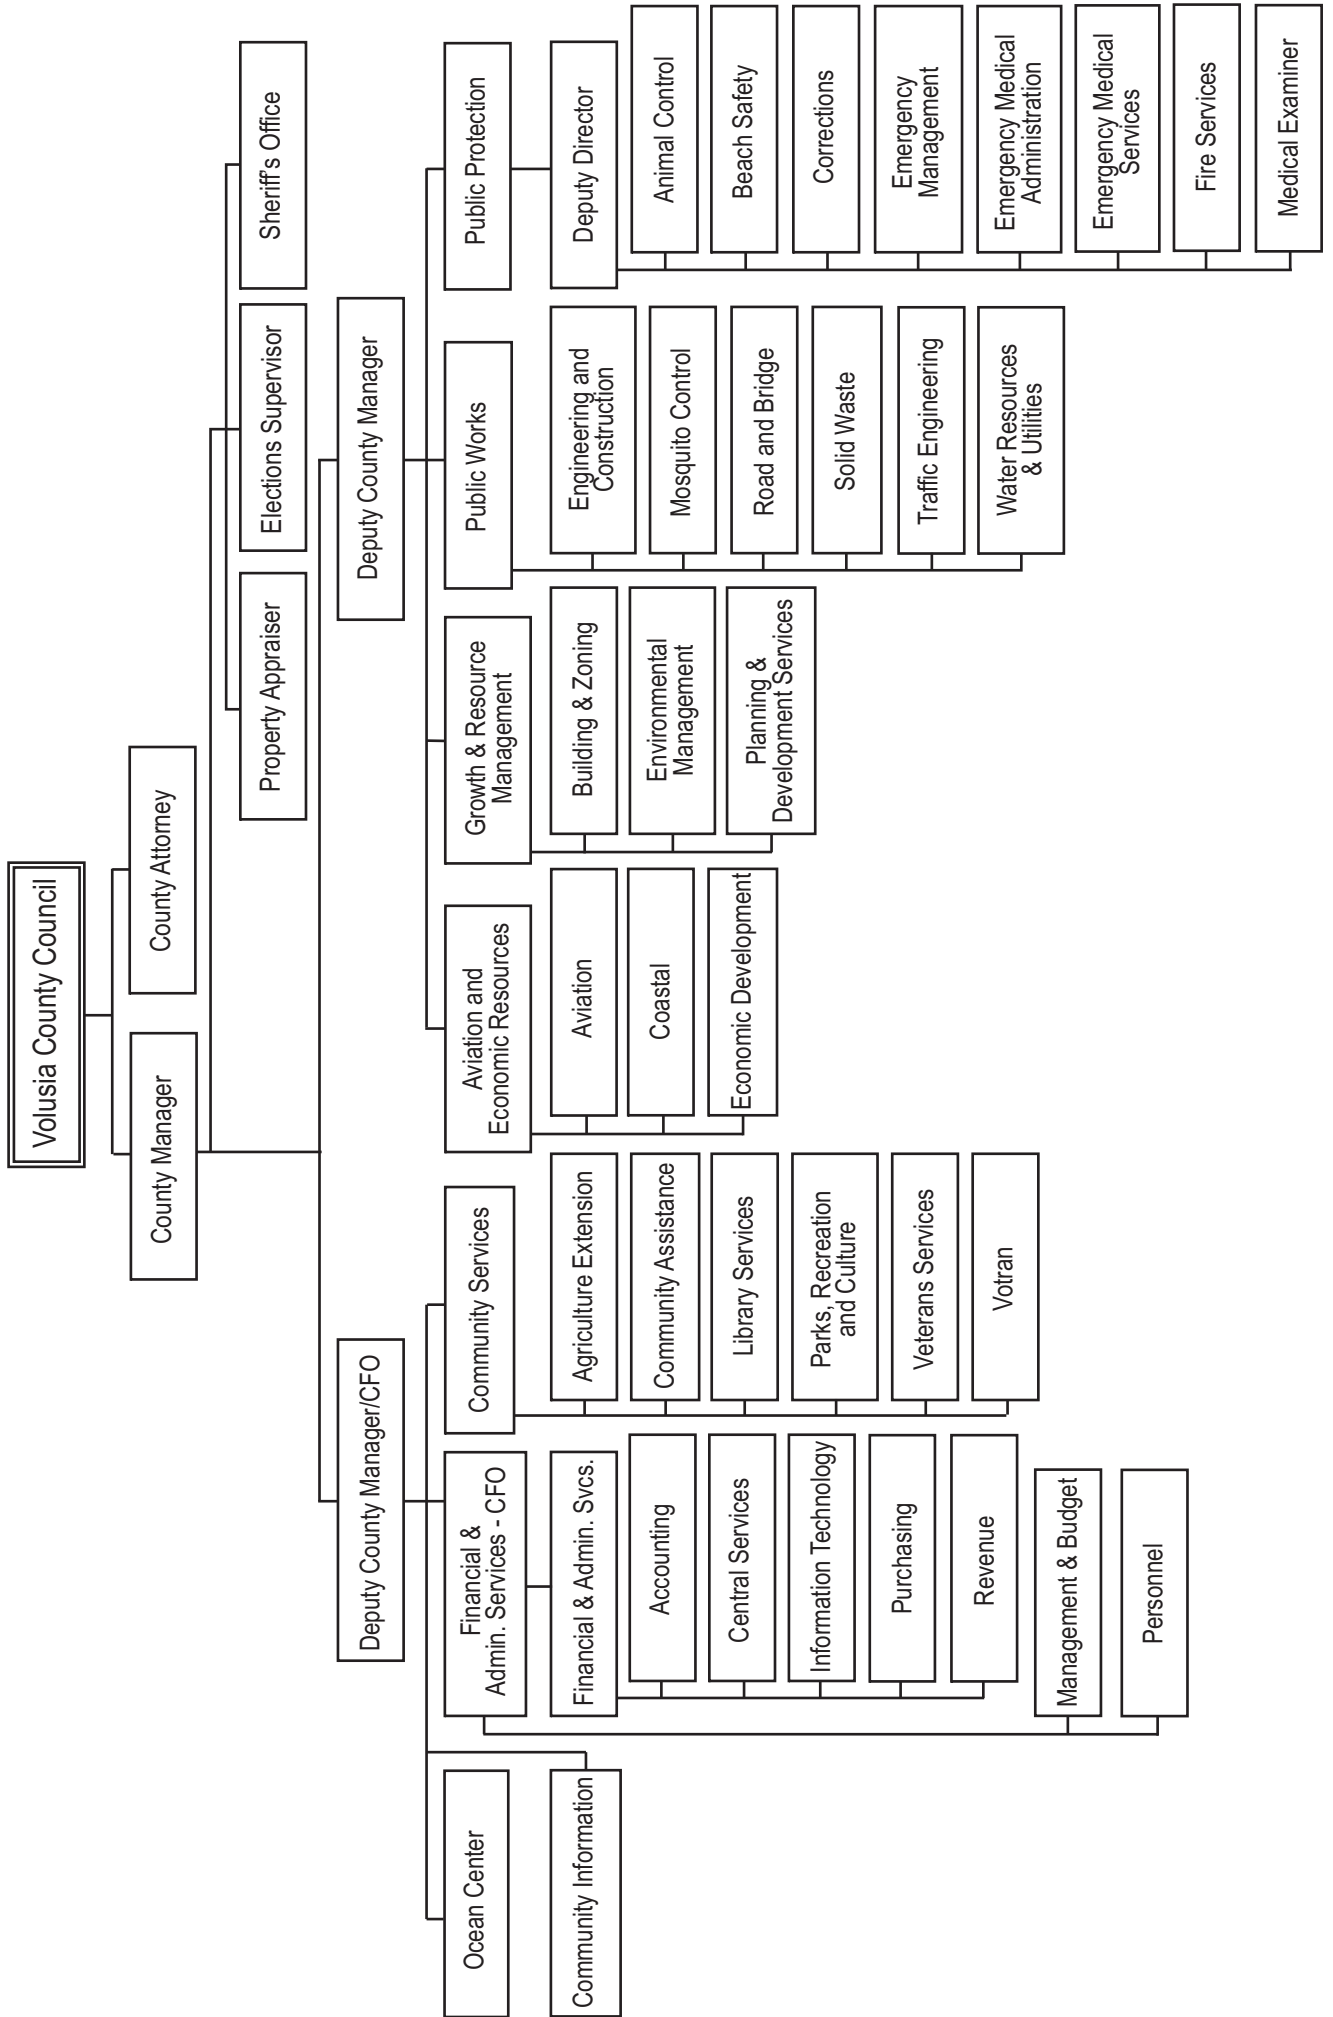 Volusia County Council
County Manager
County Attorney
Property Appraiser
Elections Supervisor
Sheriff's Office
Deputy County Manager/CFO
Deputy County Manager
Ocean Center
Community Information
Financial &
Admin. Services - CFO
Financial & Admin. Svcs.
Accounting
Central Services
Information Technology
Purchasing
Revenue
Management & Budget
Personnel
Community Services
Agriculture Extension
Community Assistance
Library Services
Parks, Recreation
and Culture
Veterans Services
Votran
Aviation and
Economic Resources
Aviation
Coastal
Economic Development
Growth & Resource
Management
Building & Zoning
Environmental
Management
Planning &
Development Services
Public Works
Engineering and
Construction
Mosquito Control
Road and Bridge
Solid Waste
Traffic Engineering
Water Resources
& Utilities
Public Protection
Deputy Director
Animal Control
Beach Safety
Corrections
Emergency
Management
Emergency Medical
Administration
Emergency Medical
Services
Fire Services
Medical Examiner